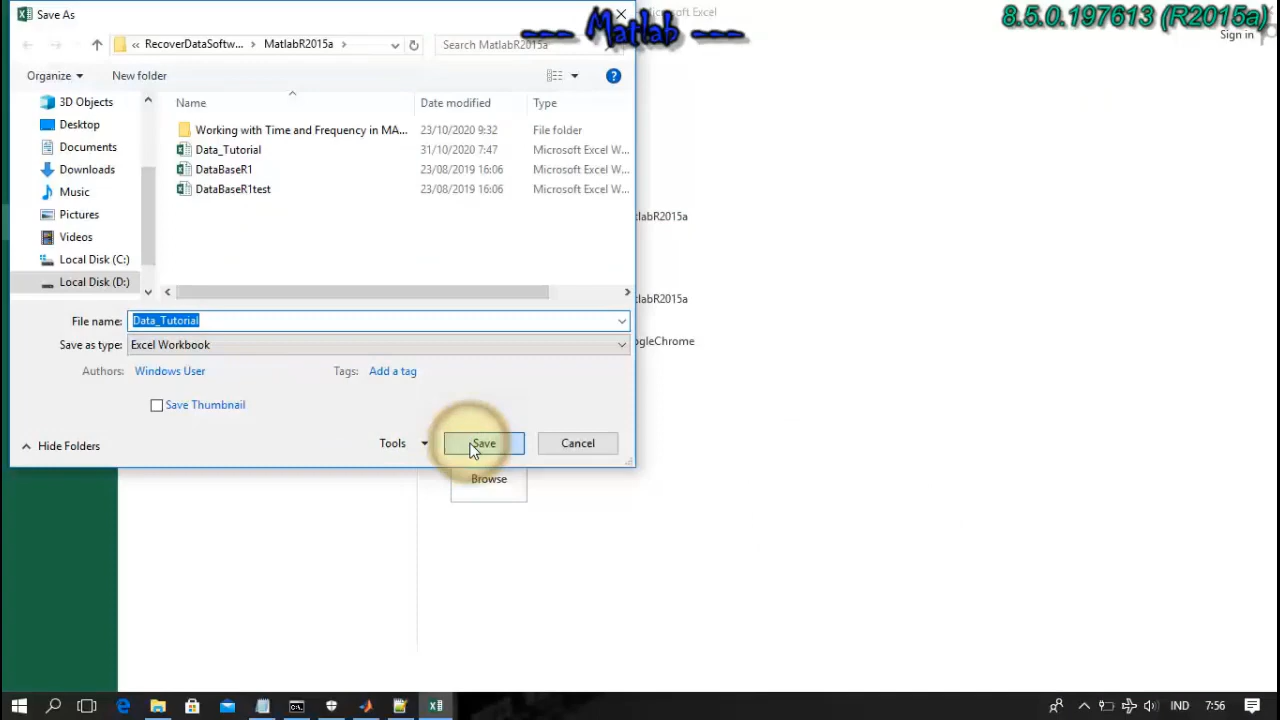 Save As
Microsoft Excel
8.5.0.197613 (R2015a)
--- Matlab ---
Sign in
« RecoverDataSoftw... > MatlabR2015a >
Search MatlabR2015a
Organize
New folder
Name
Date modified
Type
3D Objects
Desktop
Documents
Downloads
Music
Pictures
Videos
Local Disk (C:)
Local Disk (D:)
Working with Time and Frequency in MA... 23/10/2020 9:32 File folder
Data_Tutorial 31/10/2020 7:47 Microsoft Excel W...
DataBaseR1 23/08/2019 16:06 Microsoft Excel W...
DataBaseR1test 23/08/2019 16:06 Microsoft Excel W...
tlabR2015a
tlabR2015a
ogleChrome
File name: Data_Tutorial
Save as type: Excel Workbook
Authors: Windows User
Tags: Add a tag
Save Thumbnail
Hide Folders
Tools
Save
Cancel
Browse
IND
7:56